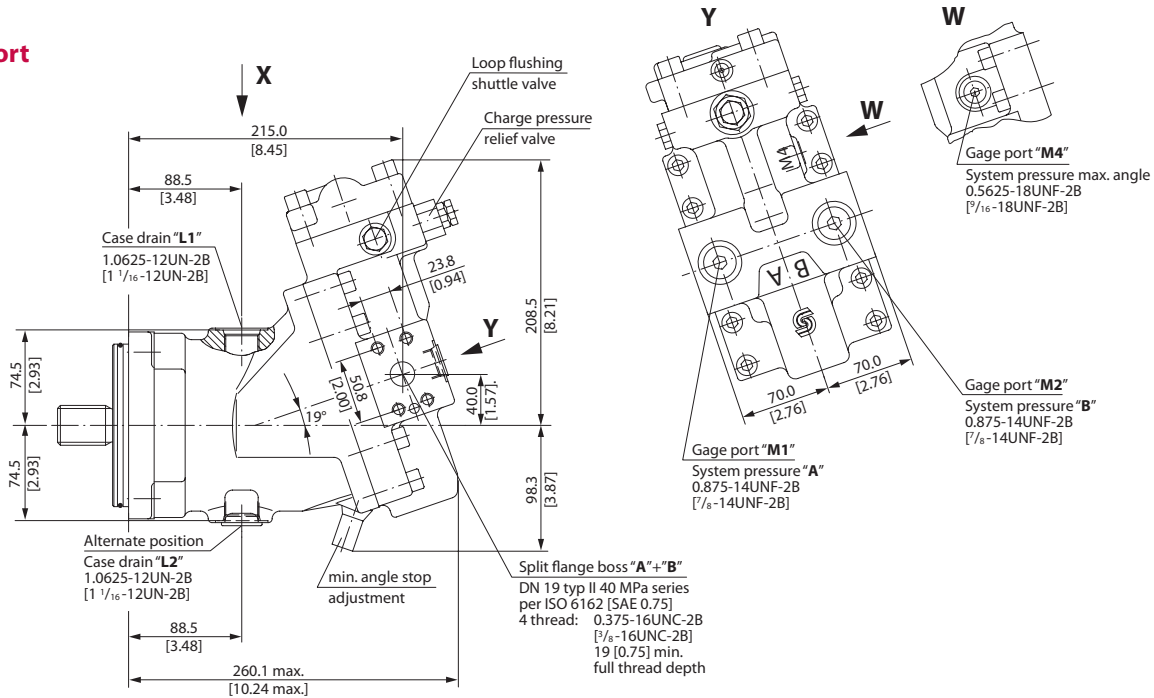 ort
X
215.0
[8.45]
88.5
[3.48]
Case drain "L1"
1.0625-12UN-2B
[1 1/16-12UN-2B]
Loop flushing
shuttle valve
Charge pressure
relief valve
23.8
[0.94]
208.5
[8.21]
Y
50.8
[2.00]
19°
40.0
[1.57].
74.5
[2.93]
74.5
[2.93]
98.3
[3.87]
Alternate position
Case drain "L2"
1.0625-12UN-2B
[1 1/16-12UN-2B]
88.5
[3.48]
260.1 max.
[10.24 max.]
min. angle stop
adjustment
Split flange boss "A"+"B"
DN 19 typ II 40 MPa series
per ISO 6162 [SAE 0.75]
4 thread: 0.375-16UNC-2B
[3/8-16UNC-2B]
19 [0.75] min.
full thread depth
Y
W
M4
B A
70.0
[2.76]
70.0
[2.76]
Gage port "M1"
System pressure "A"
0.875-14UNF-2B
[7/8-14UNF-2B]
Gage port "M2"
System pressure "B"
0.875-14UNF-2B
[7/8-14UNF-2B]
W
Gage port "M4"
System pressure max. angle
0.5625-18UNF-2B
[9/16-18UNF-2B]